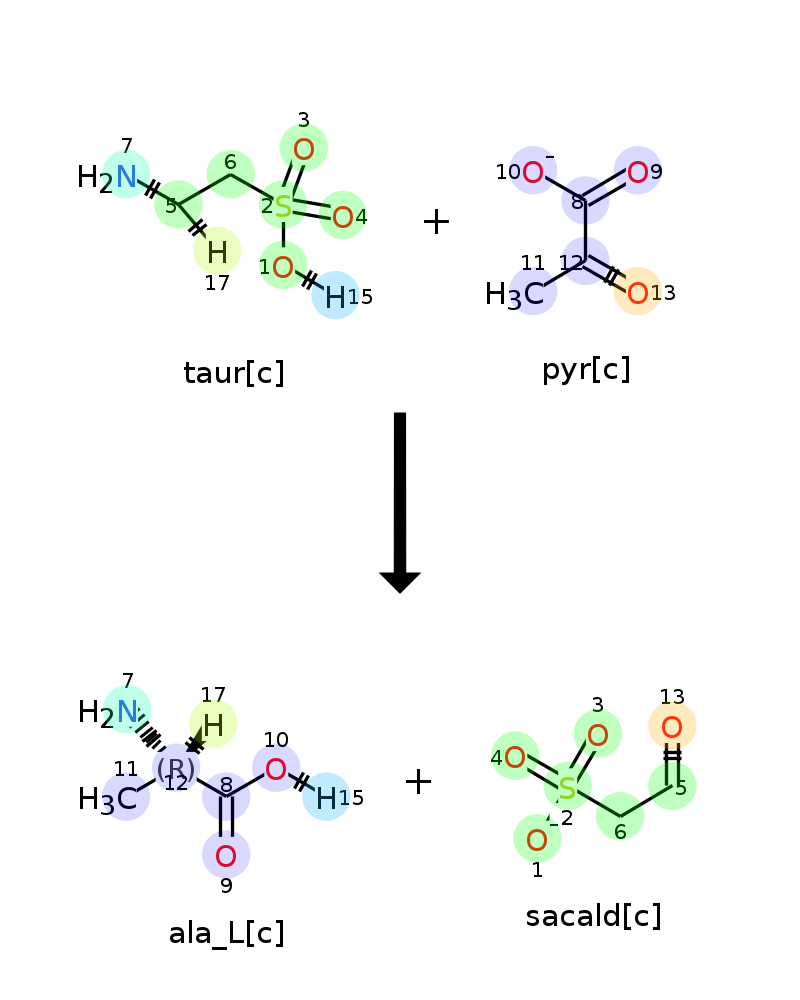 3
7
6
H₂N
O
10 O⁻
O 9
5
2 S
O 4
8
+
H
11
12
17
1 O
H 15
H₃C
O 13
taur[c]
pyr[c]
7
17
13
3
H₂N
H
O
10
O
4 O
(R)
O
11
12
8
+
S
5
H₃C
H 15
-2
6
O
O
9
1
ala_L[c]
sacald[c]